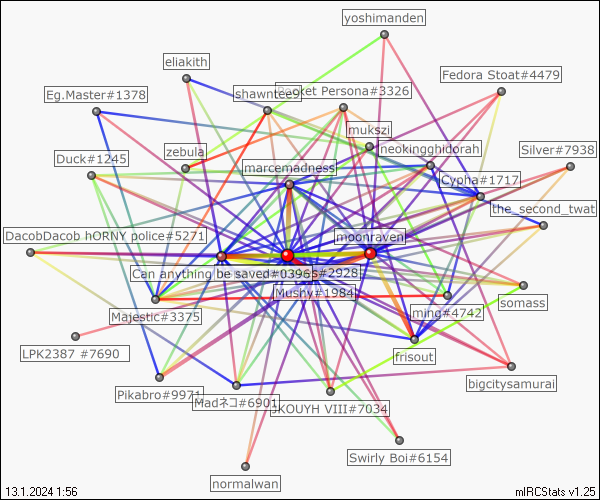 yoshimanden
eliakith
Fedora Stoat#4479
shawntee9
ket Persona#3326
Eg.Master#1378
mukszi
neokingghidorah
Silver#7938
zebula
Duck#1245
marcemadness
Cypha#1717
the_second_twat
DacobDacob hORNY police#5271
moonraven
Can anything be saved#0396
s#2928
Mushy#1984
somass
Majestic#3375
ming#4742
LPK2387 #7690
frisout
bigcitysamurai
Pikabro#9971
Madネコ#6901
JKOUYH VIII#7034
Swirly Boi#6154
normalwan
13.1.2024 1:56
mIRCStats v1.25